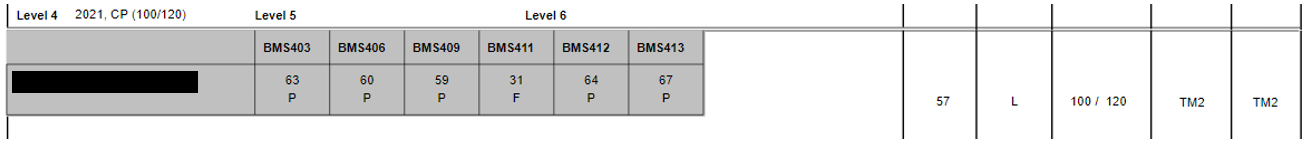 Level 4 2021, CP (100/120) Level 5 Level 6
BMS403 BMS406 BMS409 BMS411 BMS412 BMS413
63 60 59 31 64 67
P P P F P P
57 L 100 / 120 TM2 TM2